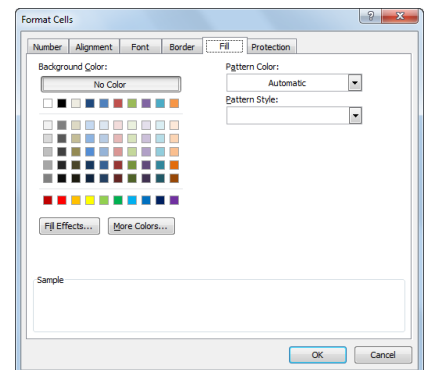 Format Cells
Number Alignment Font Border Fill Protection
Background Color:
No Color
Fill Effects... More Colors...
Pattern Color:
Automatic
Pattern Style:
Sample
OK Cancel